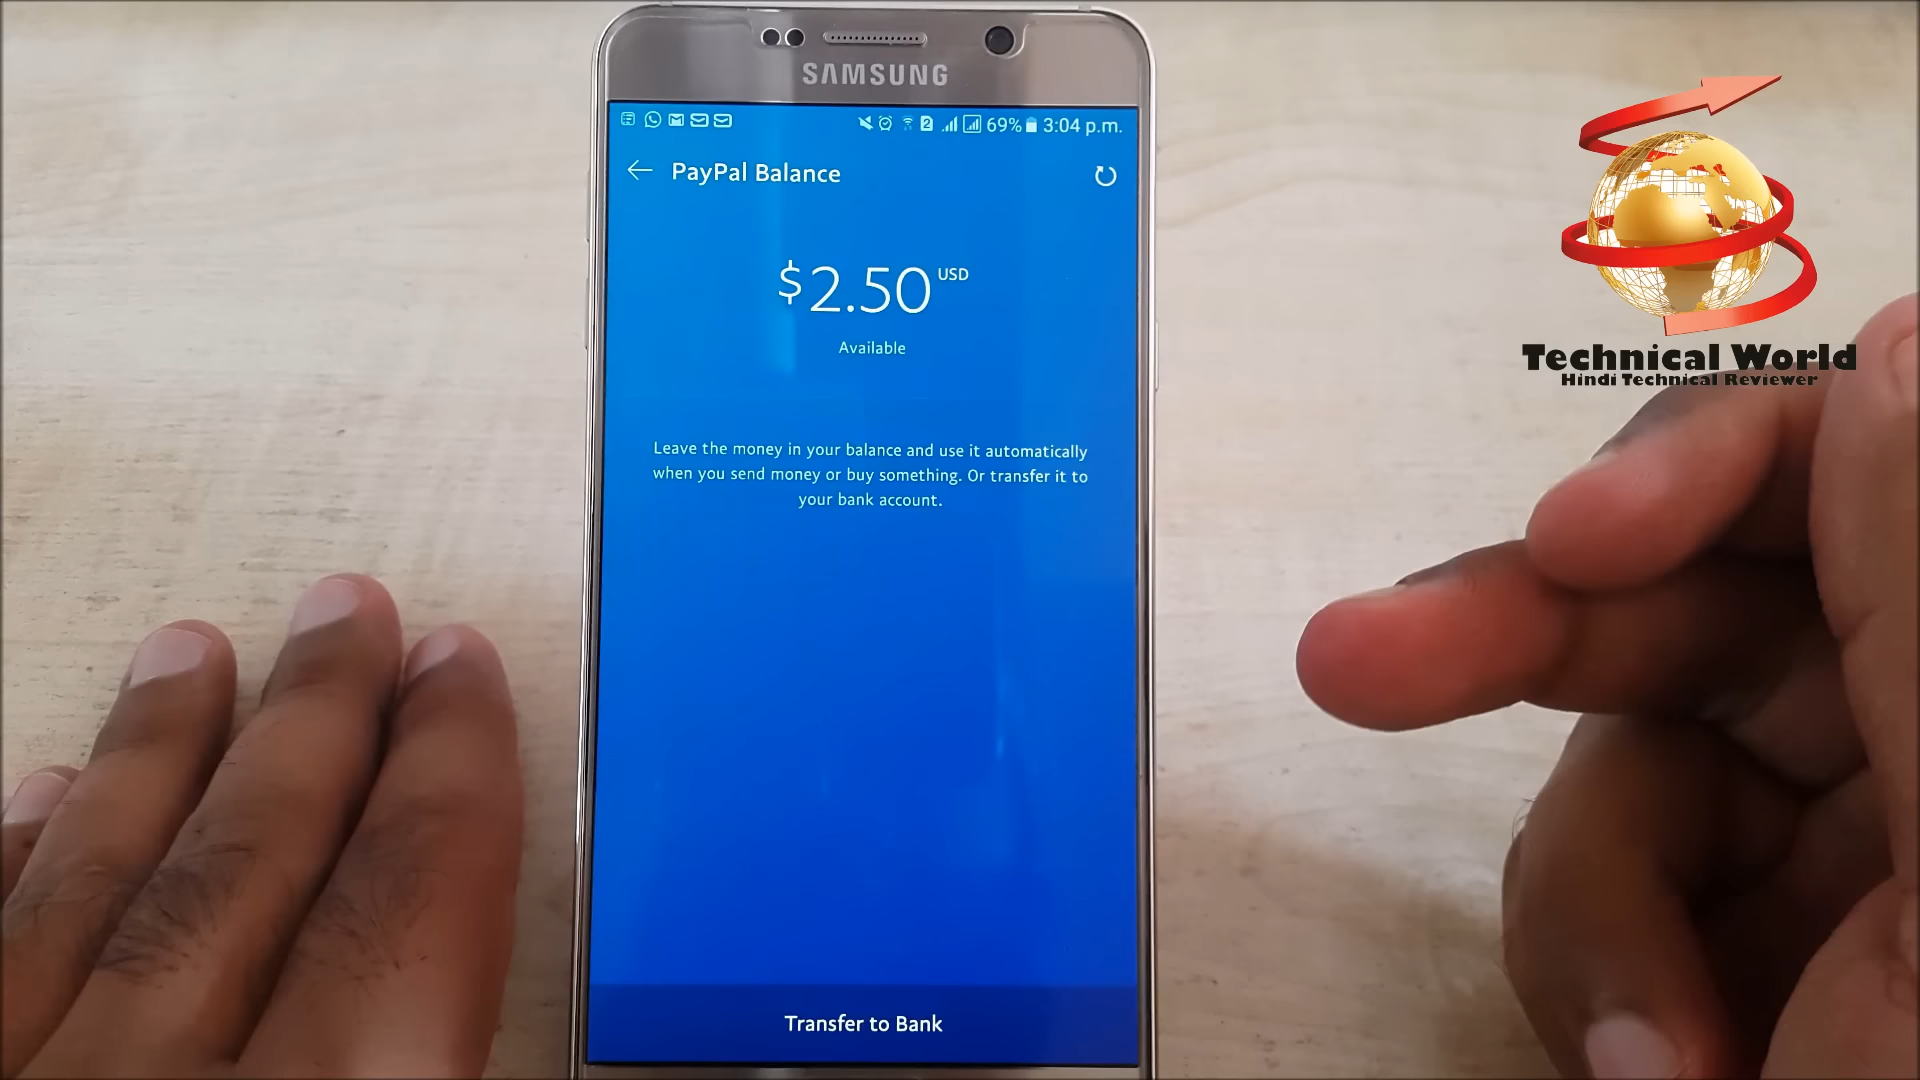 SAMSUNG
2 69% 3:04 p.m.
PayPal Balance
$2.50 USD
Available
Leave the money in your balance and use it automatically
when you send money or buy something. Or transfer it to
your bank account.
Transfer to Bank
Technical World
Hindi Technical Reviewer